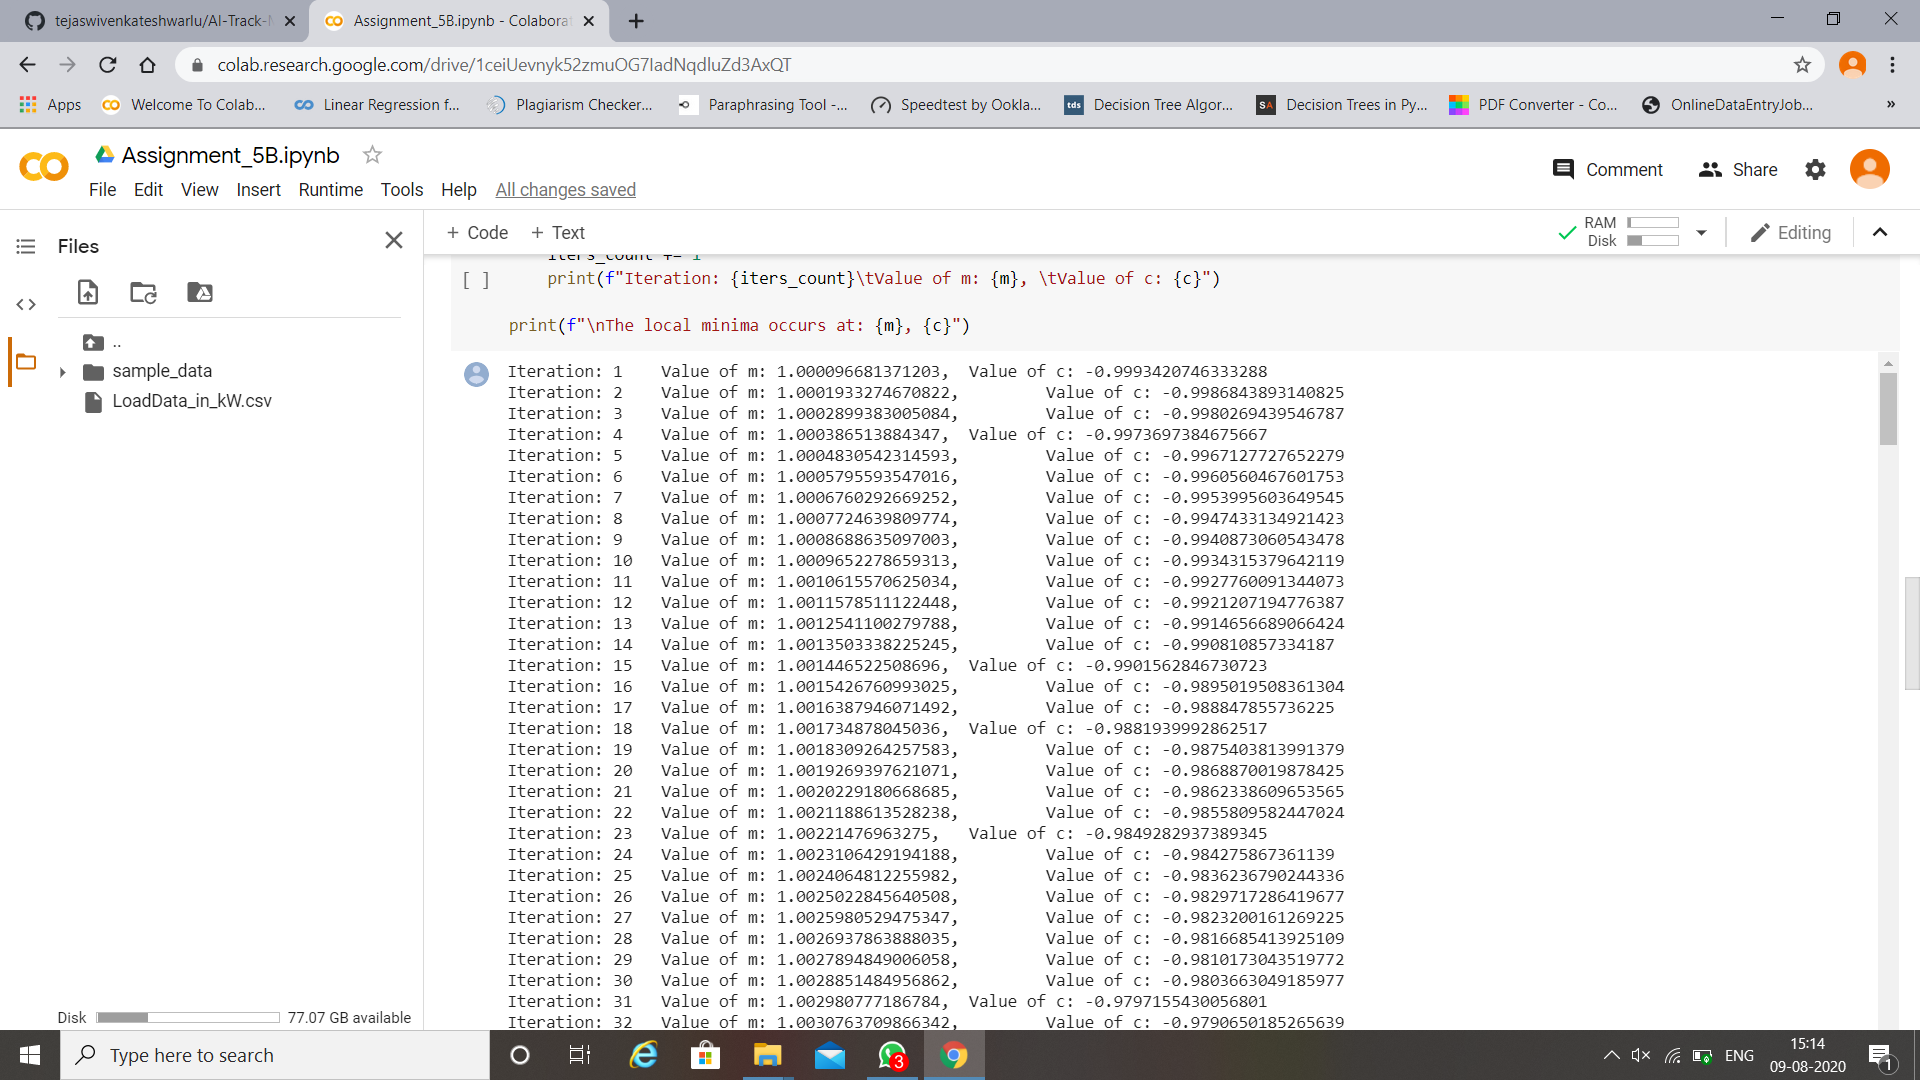 tejaswivenkateshwarlu/AI-Track-
Assignment_5B.ipynb - Colaborat
colab.research.google.com/drive/1ceiUevnyk52zmuOG7IadNqdluZd3AxQT
Apps
Welcome To Colab...
Linear Regression f...
Plagiarism Checker...
Paraphrasing Tool -...
Speedtest by Ookla...
tds
Decision Tree Algor...
SA
Decision Trees in Py...
PDF Converter - Co...
OnlineDataEntryJob...
»
Assignment_5B.ipynb
Comment
Share
File Edit View Insert Runtime Tools Help All changes saved
Files
+ Code + Text
RAM
Disk
Editing
iters_count += 1
[ ] print(f"Iteration: {iters_count}\tValue of m: {m}, \tValue of c: {c}")
print(f"\nThe local minima occurs at: {m}, {c}")
..
sample_data
LoadData_in_kW.csv
Iteration: 1 Value of m: 1.000096681371203, Value of c: -0.9993420746333288
Iteration: 2 Value of m: 1.0001933274670822, Value of c: -0.9986843893140825
Iteration: 3 Value of m: 1.0002899383005084, Value of c: -0.9980269439546787
Iteration: 4 Value of m: 1.000386513884347, Value of c: -0.9973697384675667
Iteration: 5 Value of m: 1.0004830542314593, Value of c: -0.9967127727652279
Iteration: 6 Value of m: 1.0005795593547016, Value of c: -0.9960560467601753
Iteration: 7 Value of m: 1.0006760292669252, Value of c: -0.9953995603649545
Iteration: 8 Value of m: 1.0007724639809774, Value of c: -0.9947433134921423
Iteration: 9 Value of m: 1.0008688635097003, Value of c: -0.9940873060543478
Iteration: 10 Value of m: 1.0009652278659313, Value of c: -0.9934315379642119
Iteration: 11 Value of m: 1.0010615570625034, Value of c: -0.9927760091344073
Iteration: 12 Value of m: 1.0011578511122448, Value of c: -0.9921207194776387
Iteration: 13 Value of m: 1.0012541100279788, Value of c: -0.9914656689066424
Iteration: 14 Value of m: 1.0013503338225245, Value of c: -0.990810857334187
Iteration: 15 Value of m: 1.001446522508696, Value of c: -0.9901562846730723
Iteration: 16 Value of m: 1.0015426760993025, Value of c: -0.9895019508361304
Iteration: 17 Value of m: 1.0016387946071492, Value of c: -0.988847855736225
Iteration: 18 Value of m: 1.001734878045036, Value of c: -0.9881939992862517
Iteration: 19 Value of m: 1.0018309264257583, Value of c: -0.9875403813991379
Iteration: 20 Value of m: 1.0019269397621071, Value of c: -0.9868870019878425
Iteration: 21 Value of m: 1.0020229180668685, Value of c: -0.9862338609653565
Iteration: 22 Value of m: 1.0021188613528238, Value of c: -0.9855809582447024
Iteration: 23 Value of m: 1.00221476963275, Value of c: -0.9849282937389345
Iteration: 24 Value of m: 1.0023106429194188, Value of c: -0.984275867361139
Iteration: 25 Value of m: 1.0024064812255982, Value of c: -0.9836236790244336
Iteration: 26 Value of m: 1.0025022845640508, Value of c: -0.9829717286419677
Iteration: 27 Value of m: 1.0025980529475347, Value of c: -0.9823200161269225
Iteration: 28 Value of m: 1.0026937863888035, Value of c: -0.9816685413925109
Iteration: 29 Value of m: 1.0027894849006058, Value of c: -0.9810173043519772
Iteration: 30 Value of m: 1.0028851484956862, Value of c: -0.9803663049185977
Iteration: 31 Value of m: 1.002980777186784, Value of c: -0.9797155430056801
Iteration: 32 Value of m: 1.0030763709866342, Value of c: -0.9790650185265639
Disk 77.07 GB available
Type here to search
3
ENG
15:14
09-08-2020
1